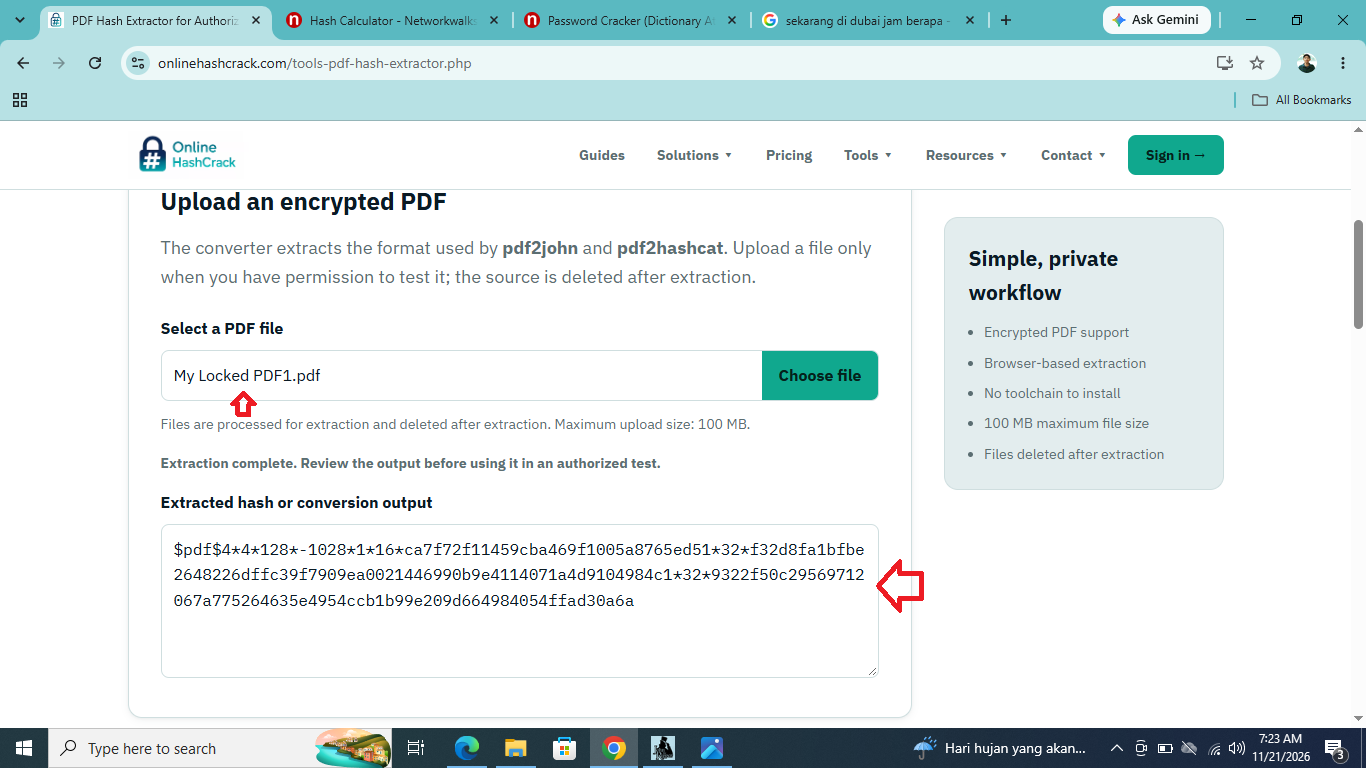 PDF Hash Extractor for Authoriz
Hash Calculator - Networkwalks
Password Cracker (Dictionary A
sekarang di dubai jam berapa -
Ask Gemini
onlinehashcrack.com/tools-pdf-hash-extractor.php
All Bookmarks
Online
HashCrack
Guides
Solutions
Pricing
Tools
Resources
Contact
Sign in →
Upload an encrypted PDF
The converter extracts the format used by pdf2john and pdf2hashcat. Upload a file only
when you have permission to test it; the source is deleted after extraction.
Select a PDF file
My Locked PDF1.pdf
Choose file
Files are processed for extraction and deleted after extraction. Maximum upload size: 100 MB.
Extraction complete. Review the output before using it in an authorized test.
Extracted hash or conversion output
$pdf$4*4*128*-1028*1*16*ca7f72f11459cba469f1005a8765ed51*32*f32d8fa1bfbe
2648226dffc39f7909ea0021446990b9e4114071a4d9104984c1*32*9322f50c29569712
067a775264635e4954ccb1b99e209d664984054ffad30a6a
Simple, private
workflow
• Encrypted PDF support
• Browser-based extraction
• No toolchain to install
• 100 MB maximum file size
• Files deleted after extraction
Type here to search
Hari hujan yang akan...
7:23 AM
11/21/2026
3